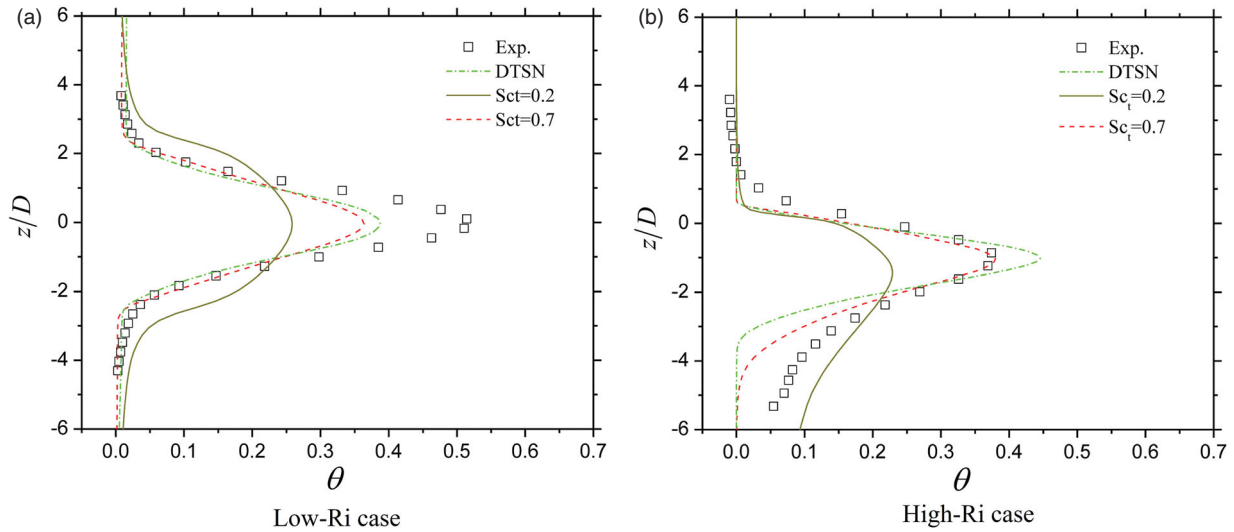 (a)
6
4
2
0
-2
-4
-6
z/D
0.0 0.1 0.2 0.3 0.4 0.5 0.6 0.7
θ
Exp.
DTSN
Sct=0.2
Sct=0.7
Low-Ri case
(b)
6
4
2
0
-2
-4
-6
z/D
0.0 0.1 0.2 0.3 0.4 0.5 0.6 0.7
θ
Exp.
DTSN
Sc_t=0.2
Sc_t=0.7
High-Ri case